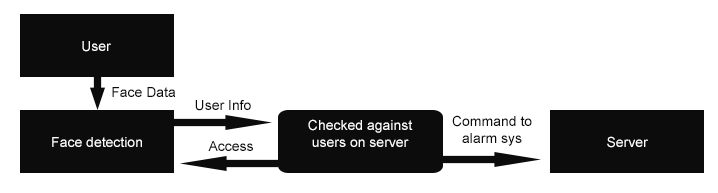 User
Face Data
User Info
Face detection
Access
Checked against
users on server
Command to
alarm sys
Server